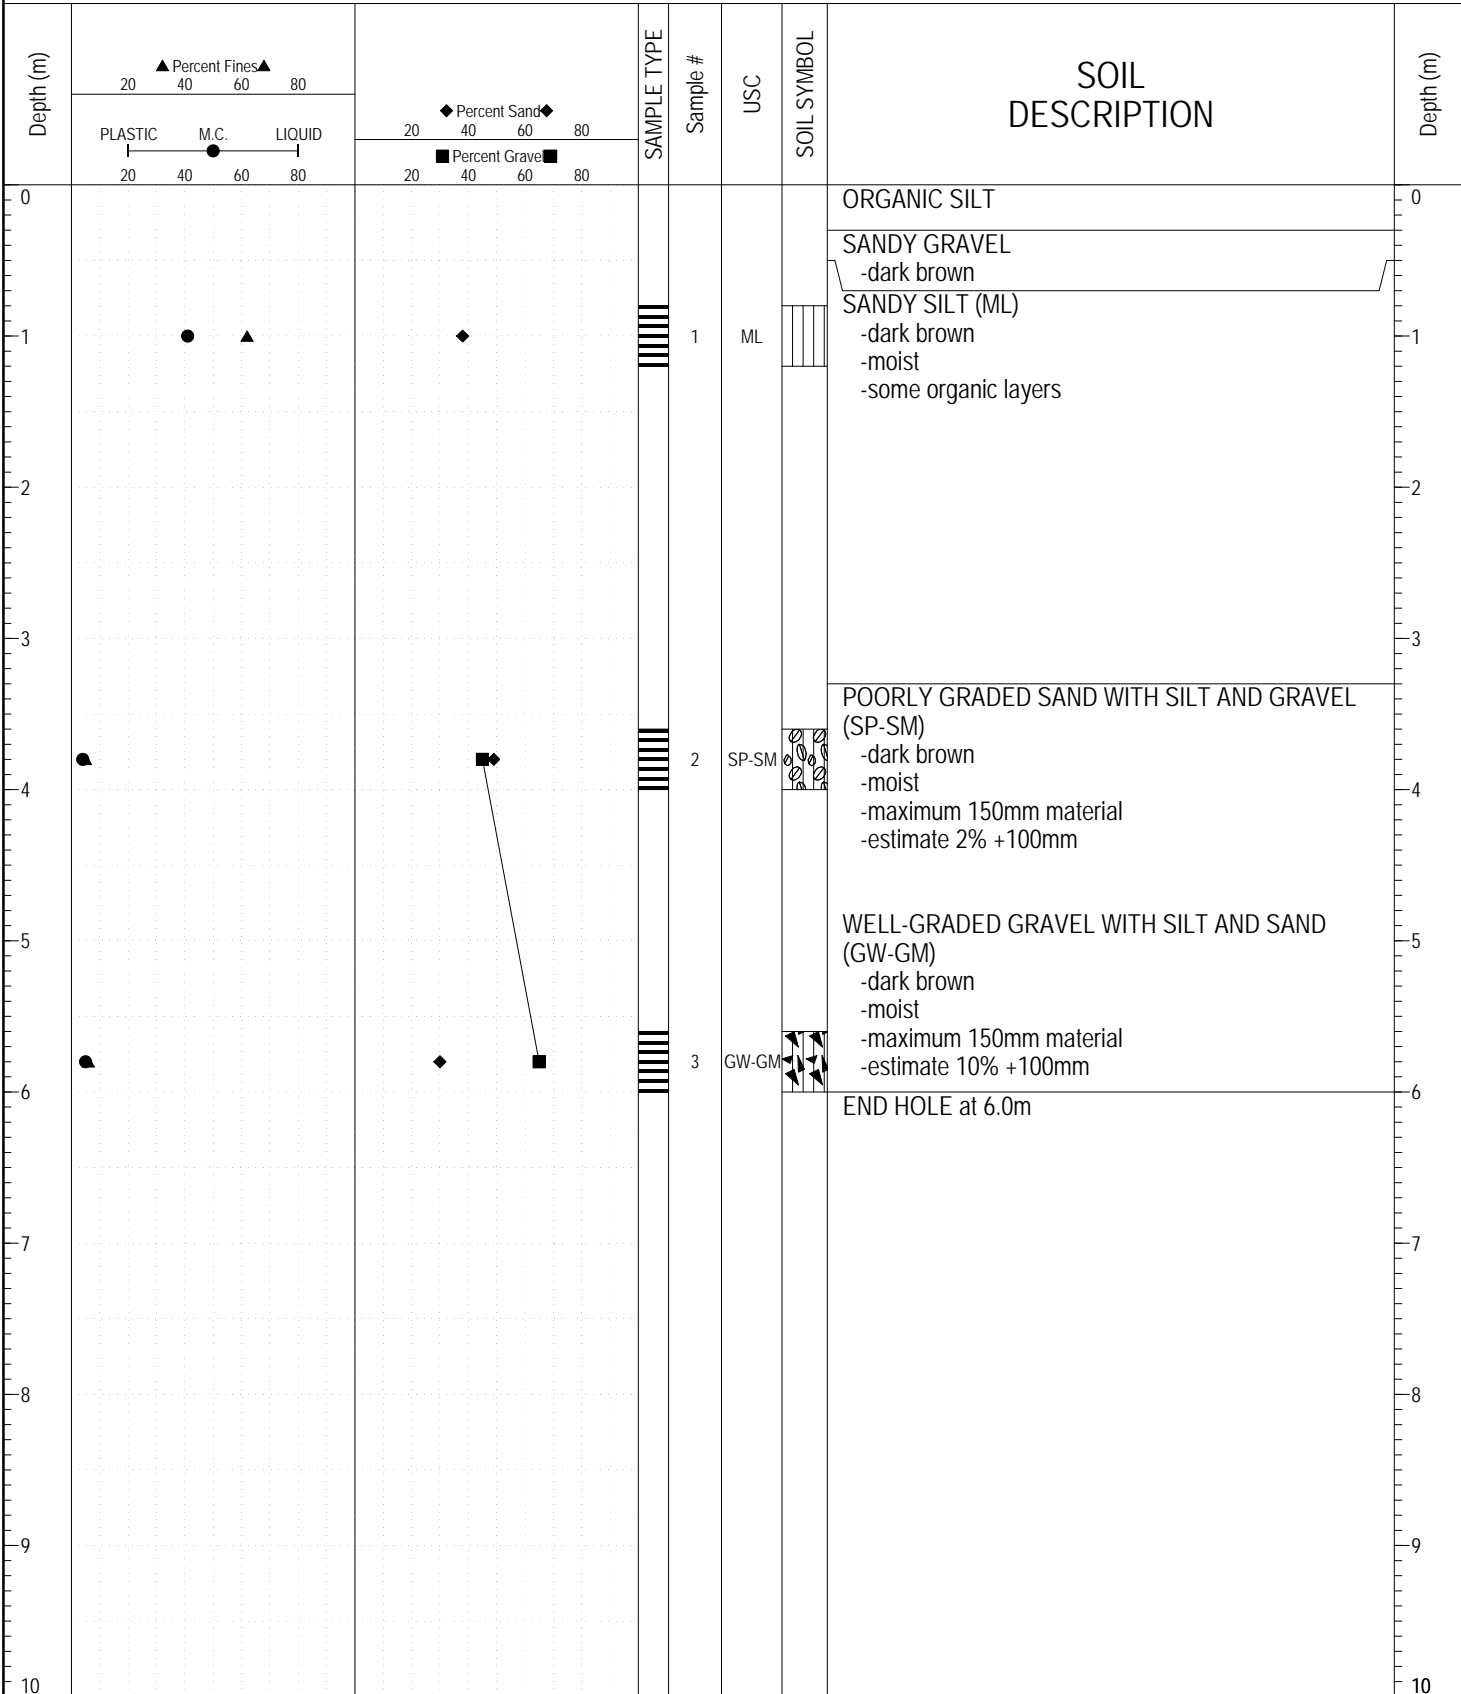 Depth (m)
Percent Fines
20 40 60 80
PLASTIC M.C. LIQUID
20 40 60 80
Percent Sand
20 40 60 80
Percent Gravel
20 40 60 80
SAMPLE TYPE
Sample #
USC
SOIL SYMBOL
SOIL
DESCRIPTION
Depth (m)
0 ORGANIC SILT 0
SANDY GRAVEL
-dark brown
SANDY SILT (ML)
1 1 ML -dark brown 1
-moist
-some organic layers
2 2
3 3
POORLY GRADED SAND WITH SILT AND GRAVEL
(SP-SM)
2 SP-SM -dark brown
-moist
4 4
-maximum 150mm material
-estimate 2% +100mm
WELL-GRADED GRAVEL WITH SILT AND SAND
5 5
(GW-GM)
-dark brown
-moist
-maximum 150mm material
3 GW-GM -estimate 10% +100mm
6 6
END HOLE at 6.0m
7 7
8 8
9 9
10 10